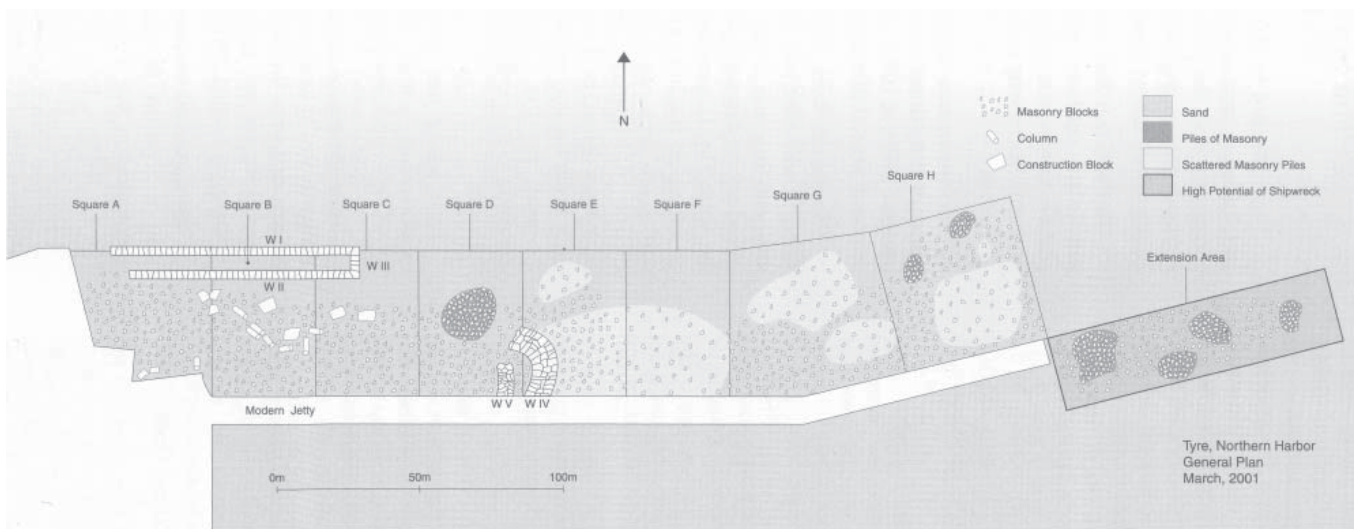 N
Masonry Blocks
Column
Construction Block
Sand
Piles of Masonry
Scattered Masonry Piles
High Potential of Shipwreck
Square A
Square B
Square C
Square D
Square E
Square F
Square G
Square H
Extension Area
W I
W III
W II
W V
W IV
Modern Jetty
0m
50m
100m
Tyre, Northern Harbor
General Plan
March, 2001